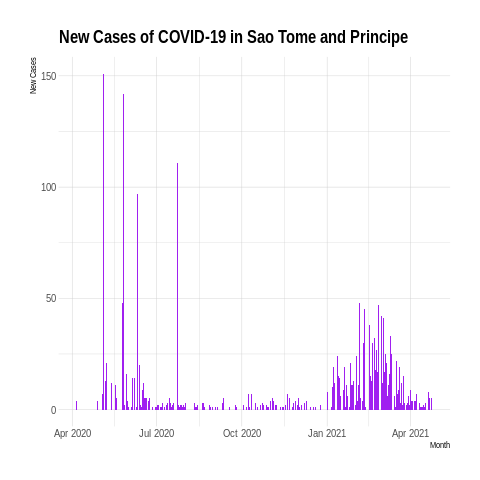 New Cases of COVID-19 in Sao Tome and Principe
New Cases
150
100
50
0
Apr 2020 Jul 2020 Oct 2020 Jan 2021 Apr 2021
Month